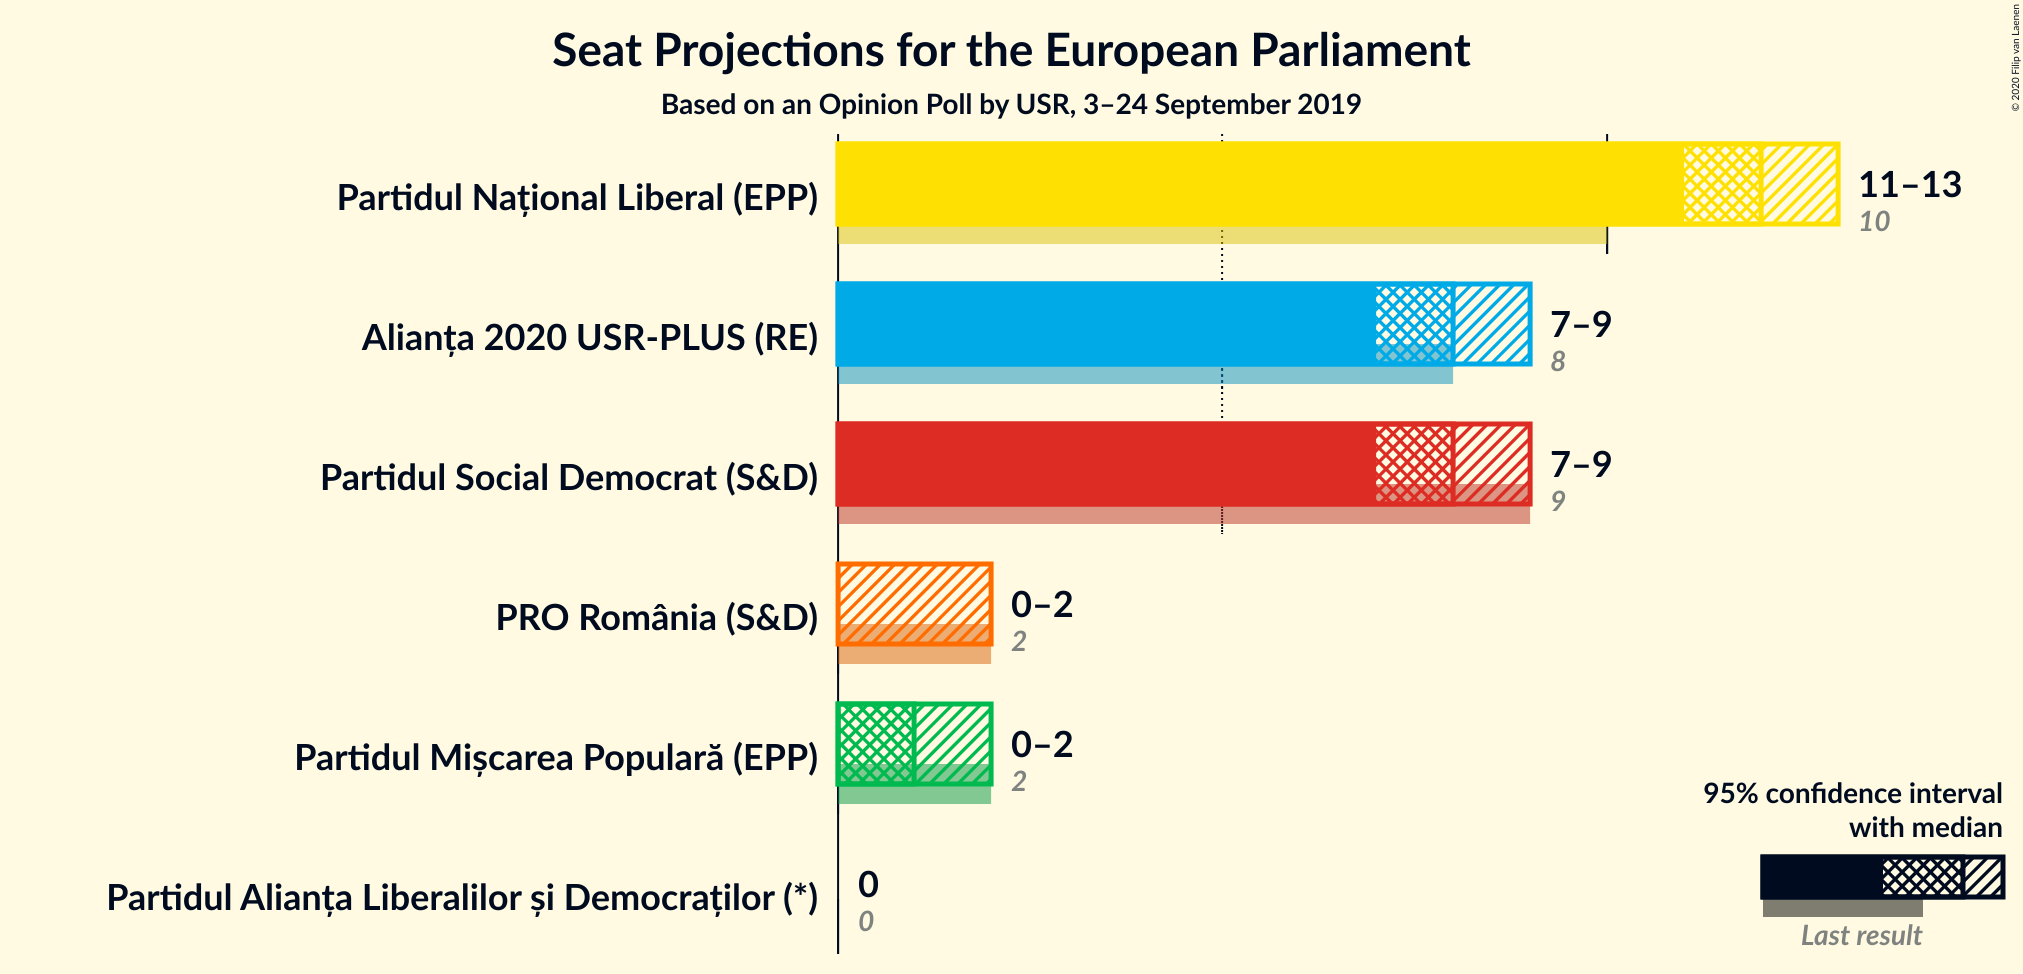 Seat Projections for the European Parliament
Based on an Opinion Poll by USR, 3–24 September 2019
© 2020 Filip van Laenen
Partidul Național Liberal (EPP)
11–13
10
Alianța 2020 USR-PLUS (RE)
7–9
8
Partidul Social Democrat (S&D)
7–9
9
PRO România (S&D)
0–2
2
Partidul Mișcarea Populară (EPP)
0–2
2
Partidul Alianța Liberalilor și Democraților (*)
0
0
95% confidence interval
with median
Last result